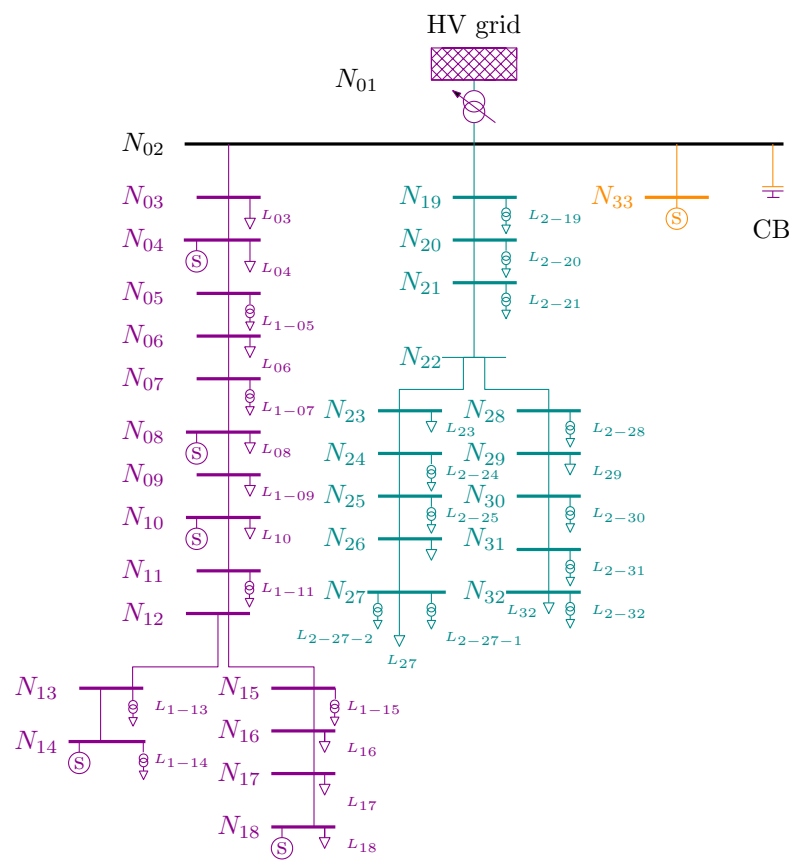 HV grid
N01
N02
N03
L03
N04
S
L04
N05
L1−05
N06
L06
N07
L1−07
N08
S
L08
N09
L1−09
N10
S
L10
N11
L1−11
N12
N13
L1−13
N14
S
L1−14
N15
L1−15
N16
L16
N17
L17
N18
S
L18
N19
L2−19
N20
L2−20
N21
L2−21
N22
N23
L23
N24
L2−24
N25
L2−25
N26
N27
L2−27−2
L27
L2−27−1
N28
L2−28
N29
L29
N30
L2−30
N31
L2−31
N32
L32
L2−32
N33
S
CB